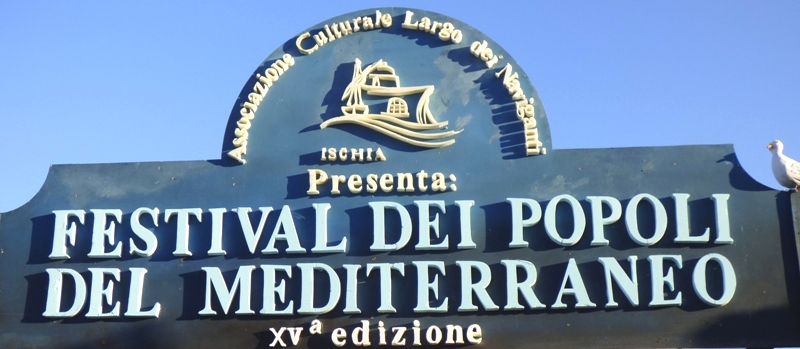 Associazione Culturale Largo dei Naviganti
ISCHIA
Presenta:
FESTIVAL DEI POPOLI
DEL MEDITERRANEO
XVª edizione